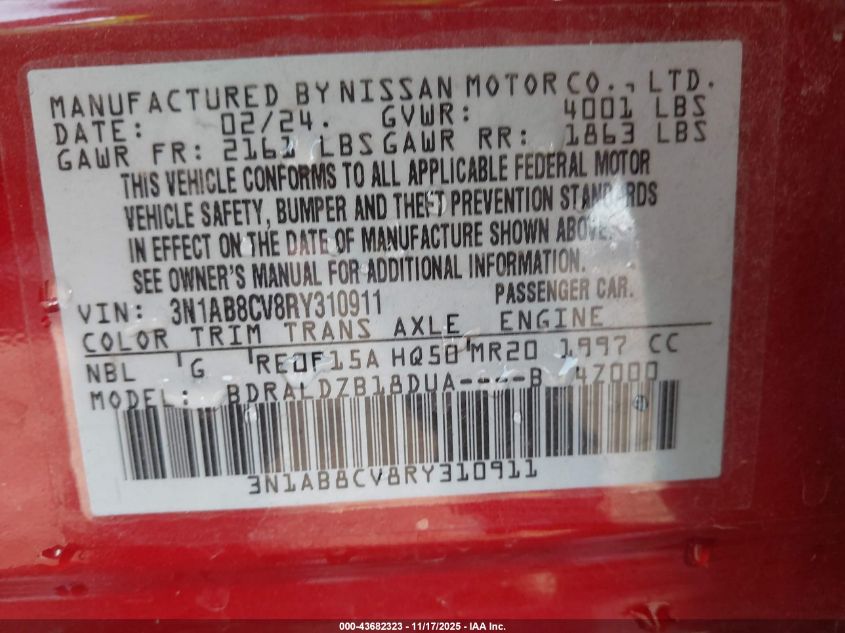 MANUFACTURED BY NISSAN MOTOR CO., LTD.
DATE: 02/24. GVWR: 4001 LBS
GAWR FR: 2161 LBS GAWR RR: 1863 LBS
THIS VEHICLE CONFORMS TO ALL APPLICABLE FEDERAL MOTOR
VEHICLE SAFETY, BUMPER AND THEFT PREVENTION STANDARDS
IN EFFECT ON THE DATE OF MANUFACTURE SHOWN ABOVE.
SEE OWNER'S MANUAL FOR ADDITIONAL INFORMATION.
VIN: 3N1AB8CV8RY310911 PASSENGER CAR.
COLOR TRIM TRANS AXLE ENGINE
NBL G RE0F15A HQ50 MR20 1997 CC
MODEL: BDRALDZB18DUA----B 4Z000
3N1AB8CV8RY310911
000-43682323 — 11/17/2025 — IAA Inc.